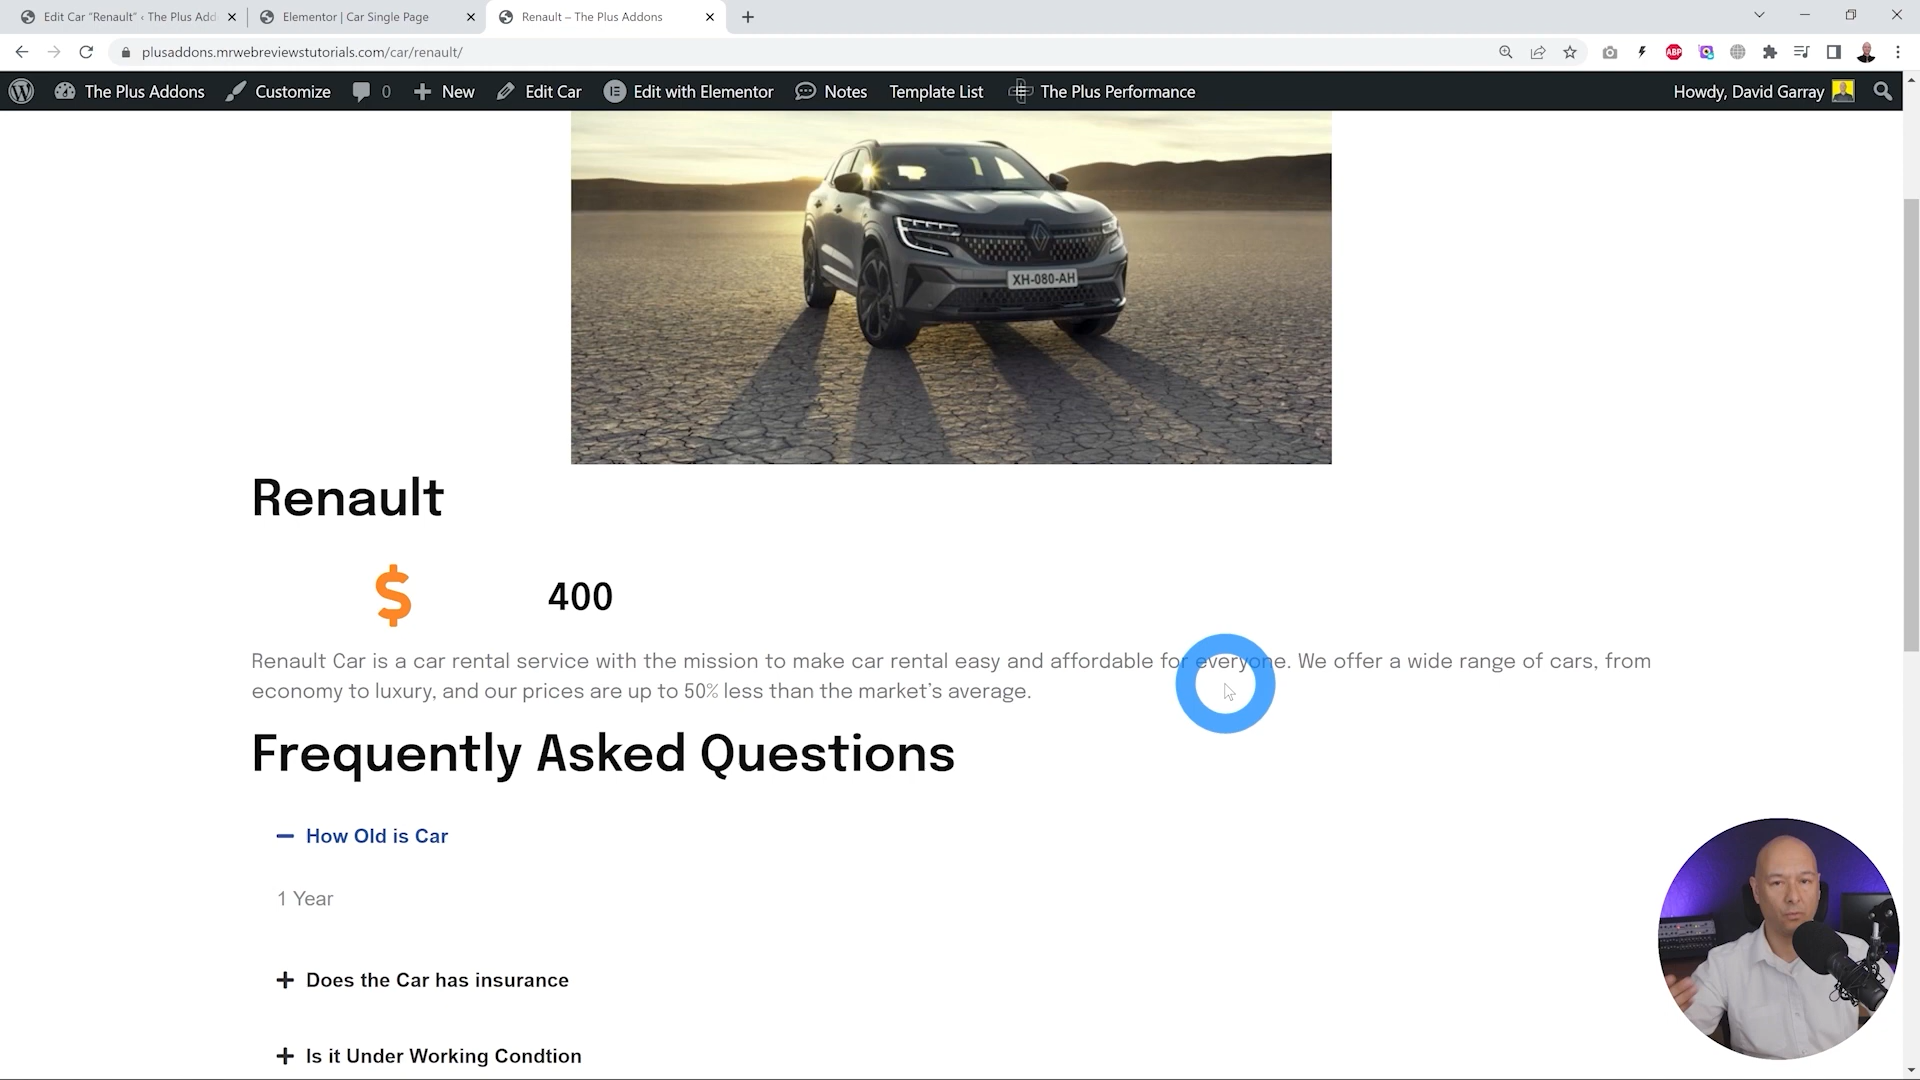 Edit Car “Renault” ‹ The Plus Add
Elementor | Car Single Page
Renault – The Plus Addons
plusaddons.mrwebreviewstutorials.com/car/renault/
ABP
The Plus Addons
Customize
0
New
Edit Car
Edit with Elementor
Notes
Template List
The Plus Performance
Howdy, David Garray
XH-080-AH
Renault
$
400
Renault Car is a car rental service with the mission to make car rental easy and affordable for everyone. We offer a wide range of cars, from
economy to luxury, and our prices are up to 50% less than the market’s average.
Frequently Asked Questions
How Old is Car
1 Year
Does the Car has insurance
Is it Under Working Condtion